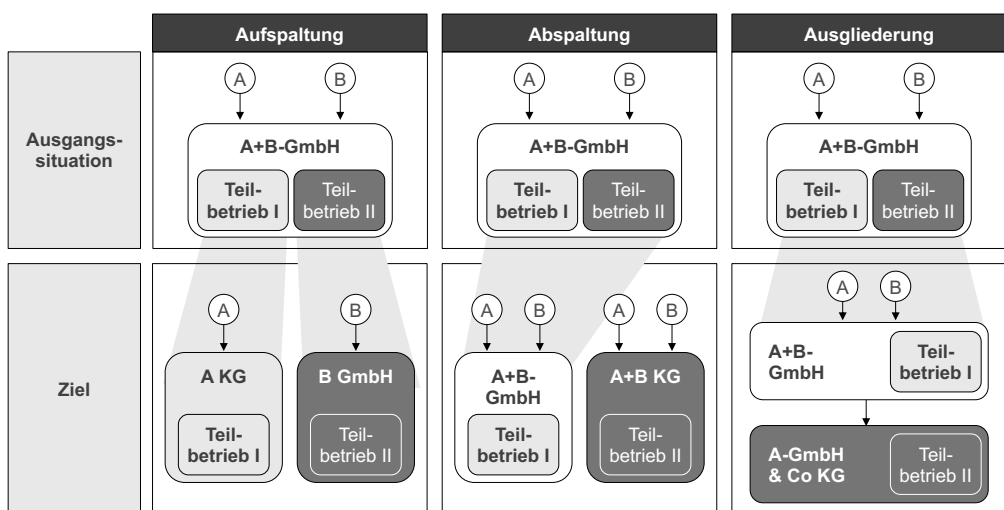 Aufspaltung
Abspaltung
Ausgliederung
Ausgangs-
situation
A
B
A+B-GmbH
Teil-
betrieb I
Teil-
betrieb II
A
B
A+B-GmbH
Teil-
betrieb I
Teil-
betrieb II
A
B
A+B-GmbH
Teil-
betrieb I
Teil-
betrieb II
Ziel
A
B
A KG
Teil-
betrieb I
B GmbH
Teil-
betrieb II
A
B
A+B-
GmbH
Teil-
betrieb I
A
B
A+B KG
Teil-
betrieb II
A
B
A+B-
GmbH
Teil-
betrieb I
A-GmbH
& Co KG
Teil-
betrieb II